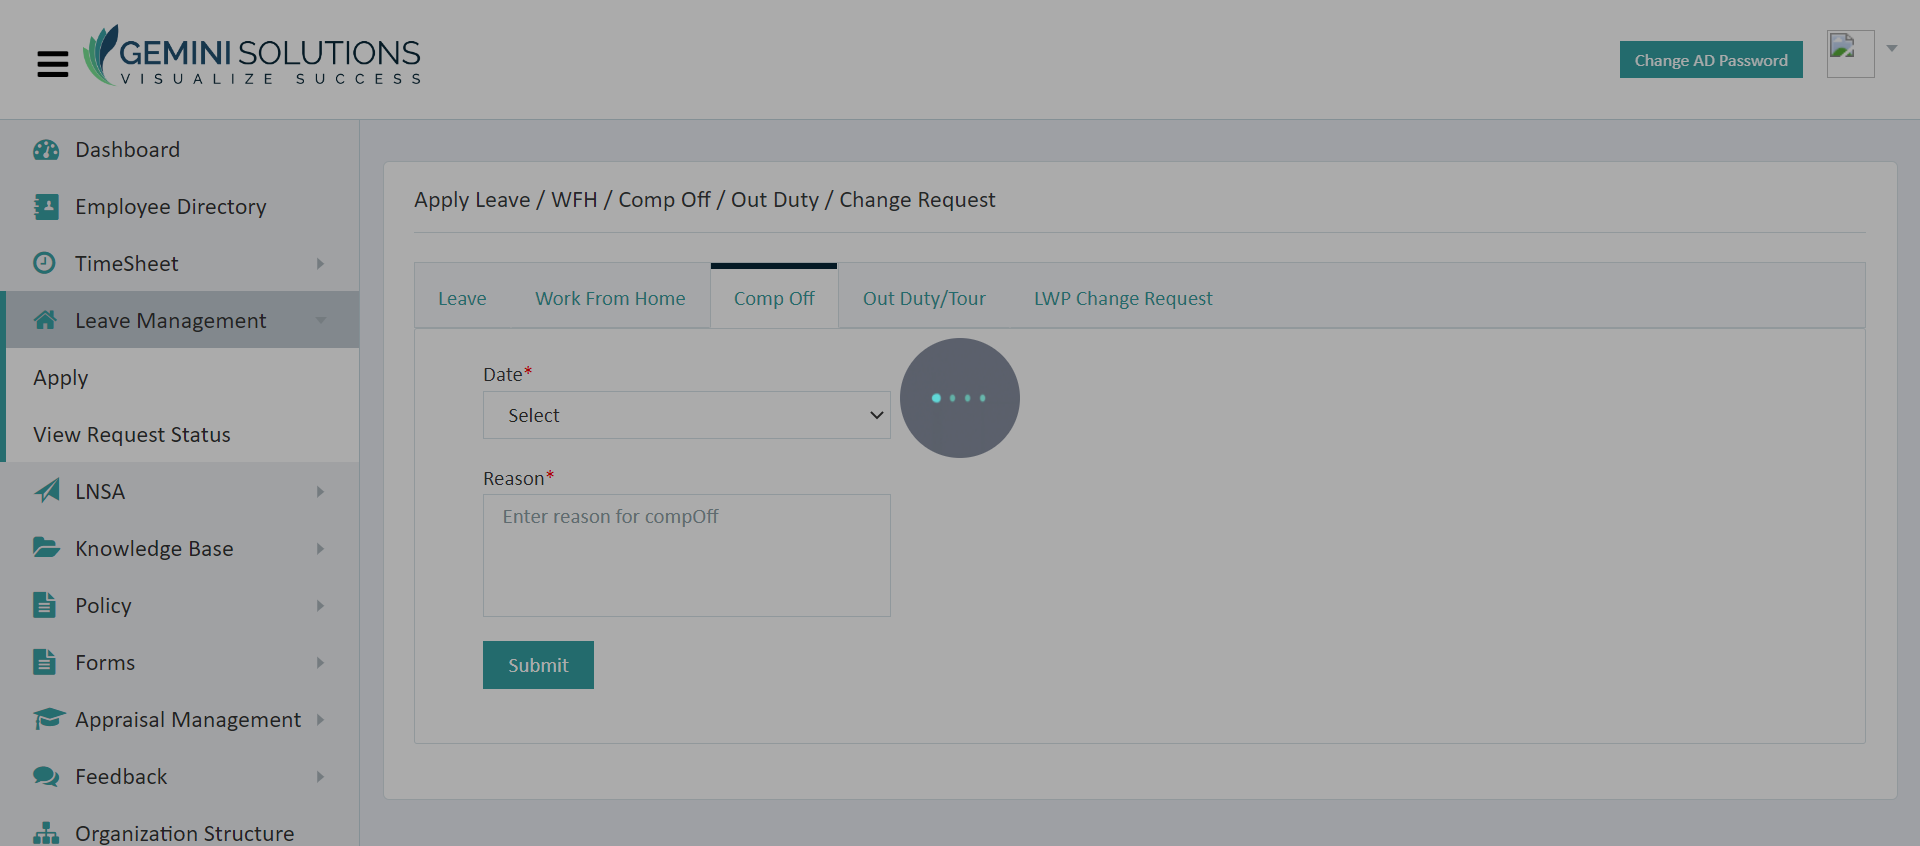 GEMINI SOLUTIONS
VISUALIZE SUCCESS
Change AD Password
Dashboard
Employee Directory
TimeSheet
Leave Management
Apply
View Request Status
LNSA
Knowledge Base
Policy
Forms
Appraisal Management
Feedback
Organization Structure
Apply Leave / WFH / Comp Off / Out Duty / Change Request
Leave Work From Home Comp Off Out Duty/Tour LWP Change Request
Date*
Select
Reason*
Enter reason for compOff
Submit